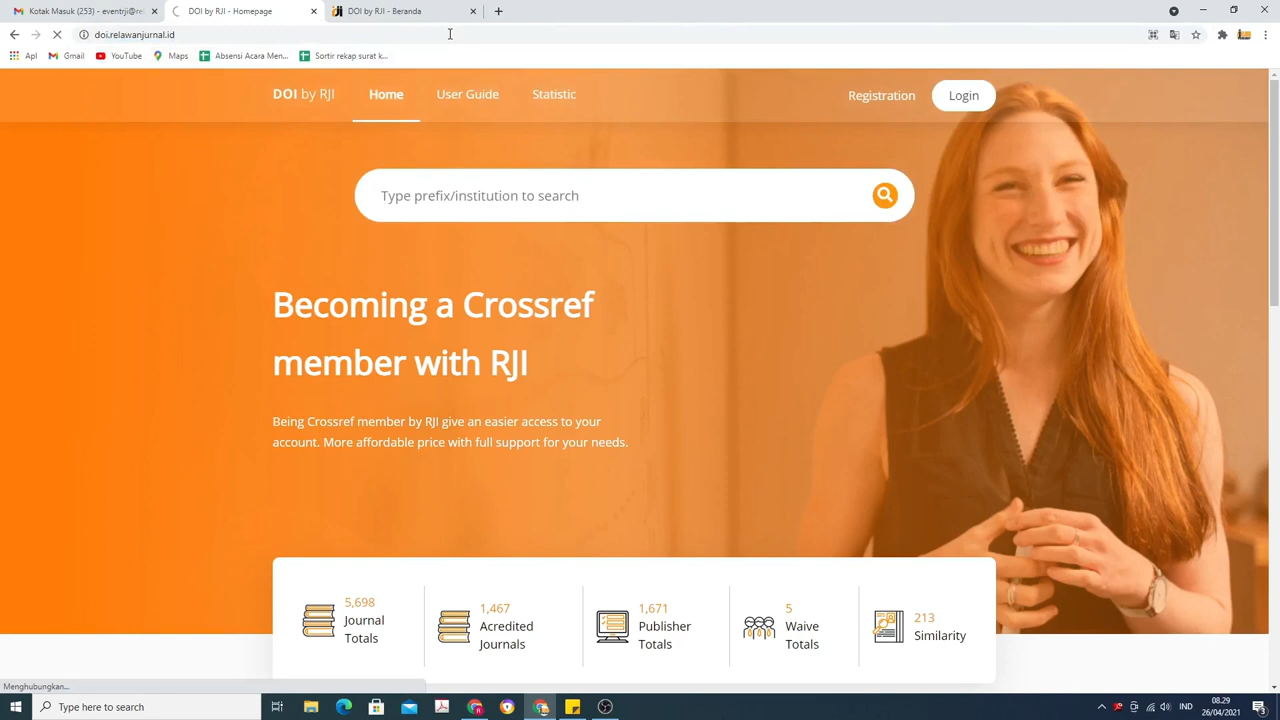 Kotak Masuk (253) - eventrji@rel
DOI by RJI - Homepage
DOI by RJI - Beranda
doi.relawanjurnal.id
Apl
Gmail
YouTube
Maps
Absensi Acara Men...
Sortir rekap surat k...
DOI by RJI
Home
User Guide
Statistic
Registration
Login
Type prefix/institution to search
Becoming a Crossref
member with RJI
Being Crossref member by RJI give an easier access to your
account. More affordable price with full support for your needs.
5,698
Journal
Totals
1,467
Acredited
Journals
1,671
Publisher
Totals
5
Waive
Totals
213
Similarity
Menghubungkan...
Type here to search
IND
08.29
26/04/2021